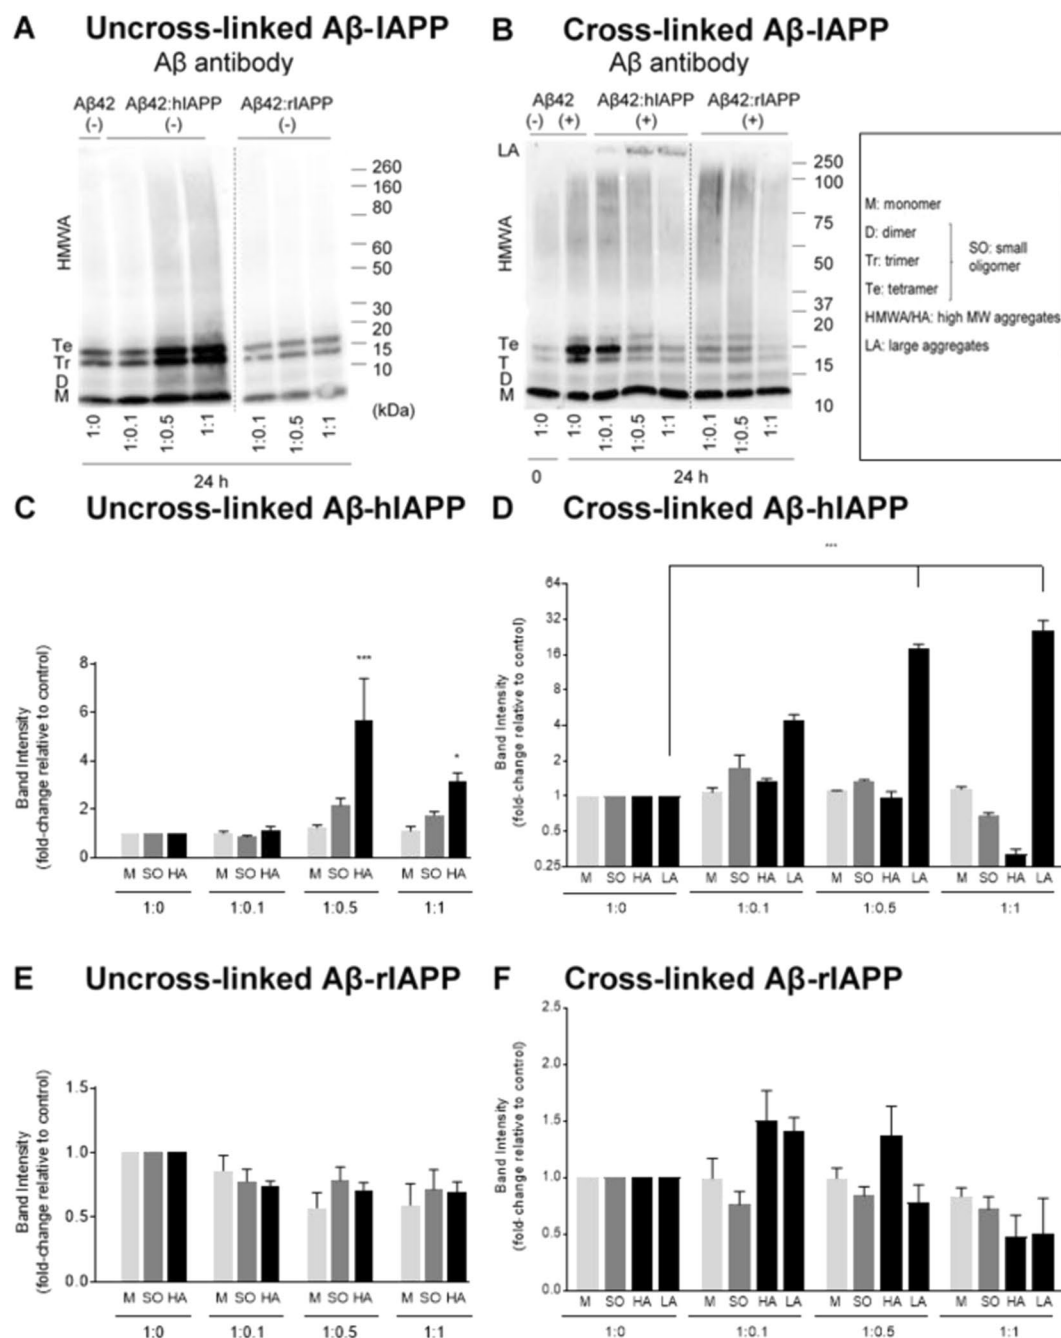 A Uncross-linked Aβ-IAPP
Aβ antibody
Aβ42 Aβ42:hIAPP Aβ42:rIAPP
(-) (-) (-)
HMWA
Te
Tr
D
M
260
160
80
60
50
30
20
15
10
(kDa)
1:0 1:0.1 1:0.5 1:1 1:0.1 1:0.5 1:1
24 h
B Cross-linked Aβ-IAPP
Aβ antibody
Aβ42 Aβ42:hIAPP Aβ42:rIAPP
(-) (+) (+) (+)
LA
HMWA
Te
T
D
M
250
100
75
50
37
20
15
10
1:0 1:0 1:0.1 1:0.5 1:1 1:0.1 1:0.5 1:1
0 24 h
M: monomer
D: dimer
Tr: trimer
Te: tetramer
SO: small
oligomer
HMWA/HA: high MW aggregates
LA: large aggregates
C Uncross-linked Aβ-hIAPP
Band Intensity
(fold-change relative to control)
8
6
4
2
0
***
*
M SO HA M SO HA M SO HA M SO HA
1:0 1:0.1 1:0.5 1:1
D Cross-linked Aβ-hIAPP
Band Intensity
(fold-change relative to control)
64
32
16
8
4
2
1
0.5
0.25
***
M SO HA LA M SO HA LA M SO HA LA M SO HA LA
1:0 1:0.1 1:0.5 1:1
E Uncross-linked Aβ-rIAPP
Band Intensity
(fold-change relative to control)
1.5
1.0
0.5
0.0
M SO HA M SO HA M SO HA M SO HA
1:0 1:0.1 1:0.5 1:1
F Cross-linked Aβ-rIAPP
Band Intensity
(fold-change relative to control)
2.5
2.0
1.5
1.0
0.5
0.0
M SO HA LA M SO HA LA M SO HA LA M SO HA LA
1:0 1:0.1 1:0.5 1:1